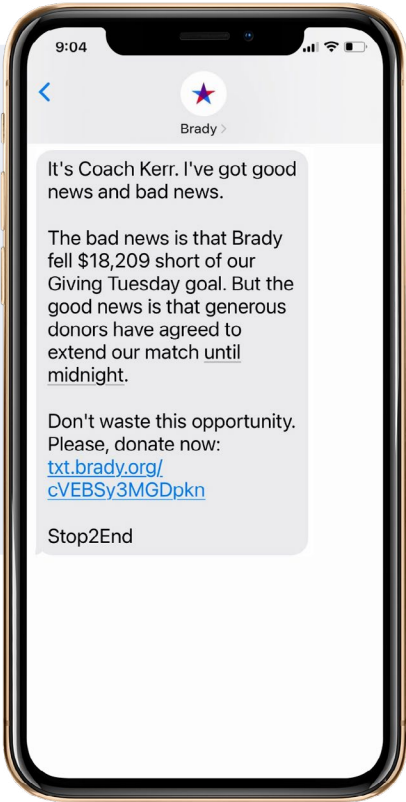 9:04
Brady
It's Coach Kerr. I've got good
news and bad news.
The bad news is that Brady
fell $18,209 short of our
Giving Tuesday goal. But the
good news is that generous
donors have agreed to
extend our match until
midnight.
Don't waste this opportunity.
Please, donate now:
txt.brady.org/
cVEBSy3MGDpkn
Stop2End